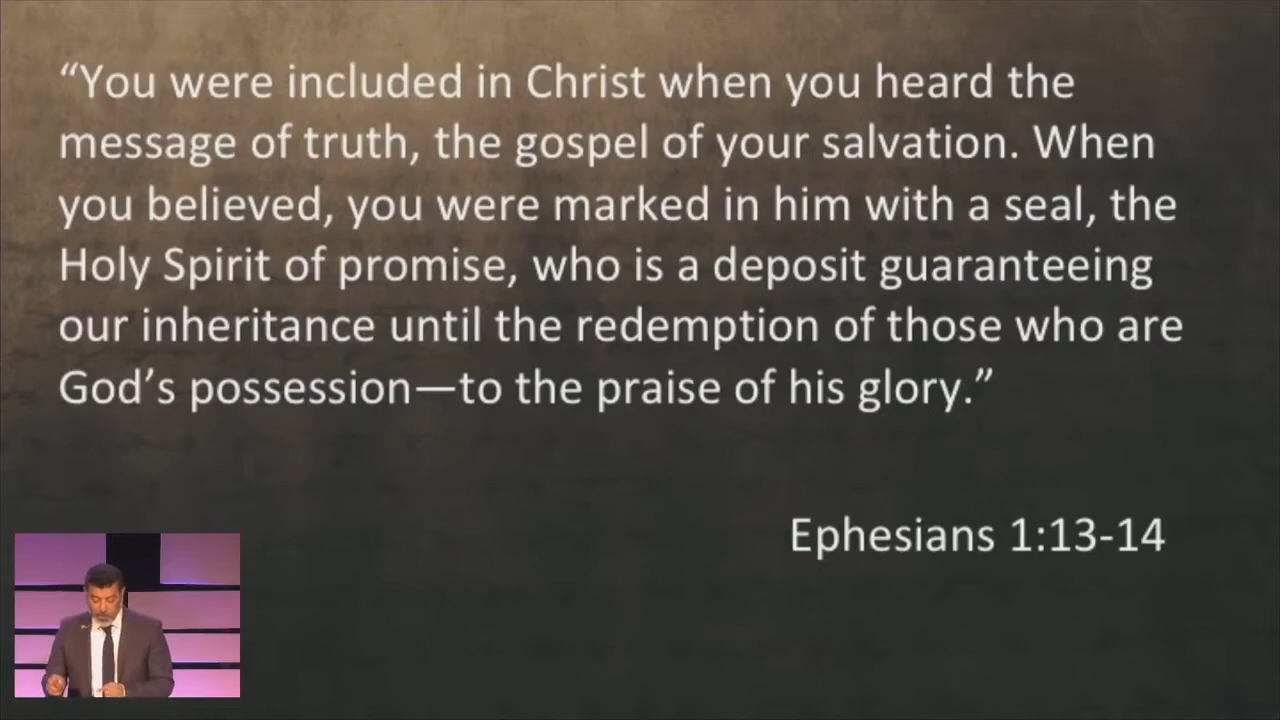 “You were included in Christ when you heard the
message of truth, the gospel of your salvation. When
you believed, you were marked in him with a seal, the
Holy Spirit of promise, who is a deposit guaranteeing
our inheritance until the redemption of those who are
God’s possession—to the praise of his glory.”
Ephesians 1:13-14